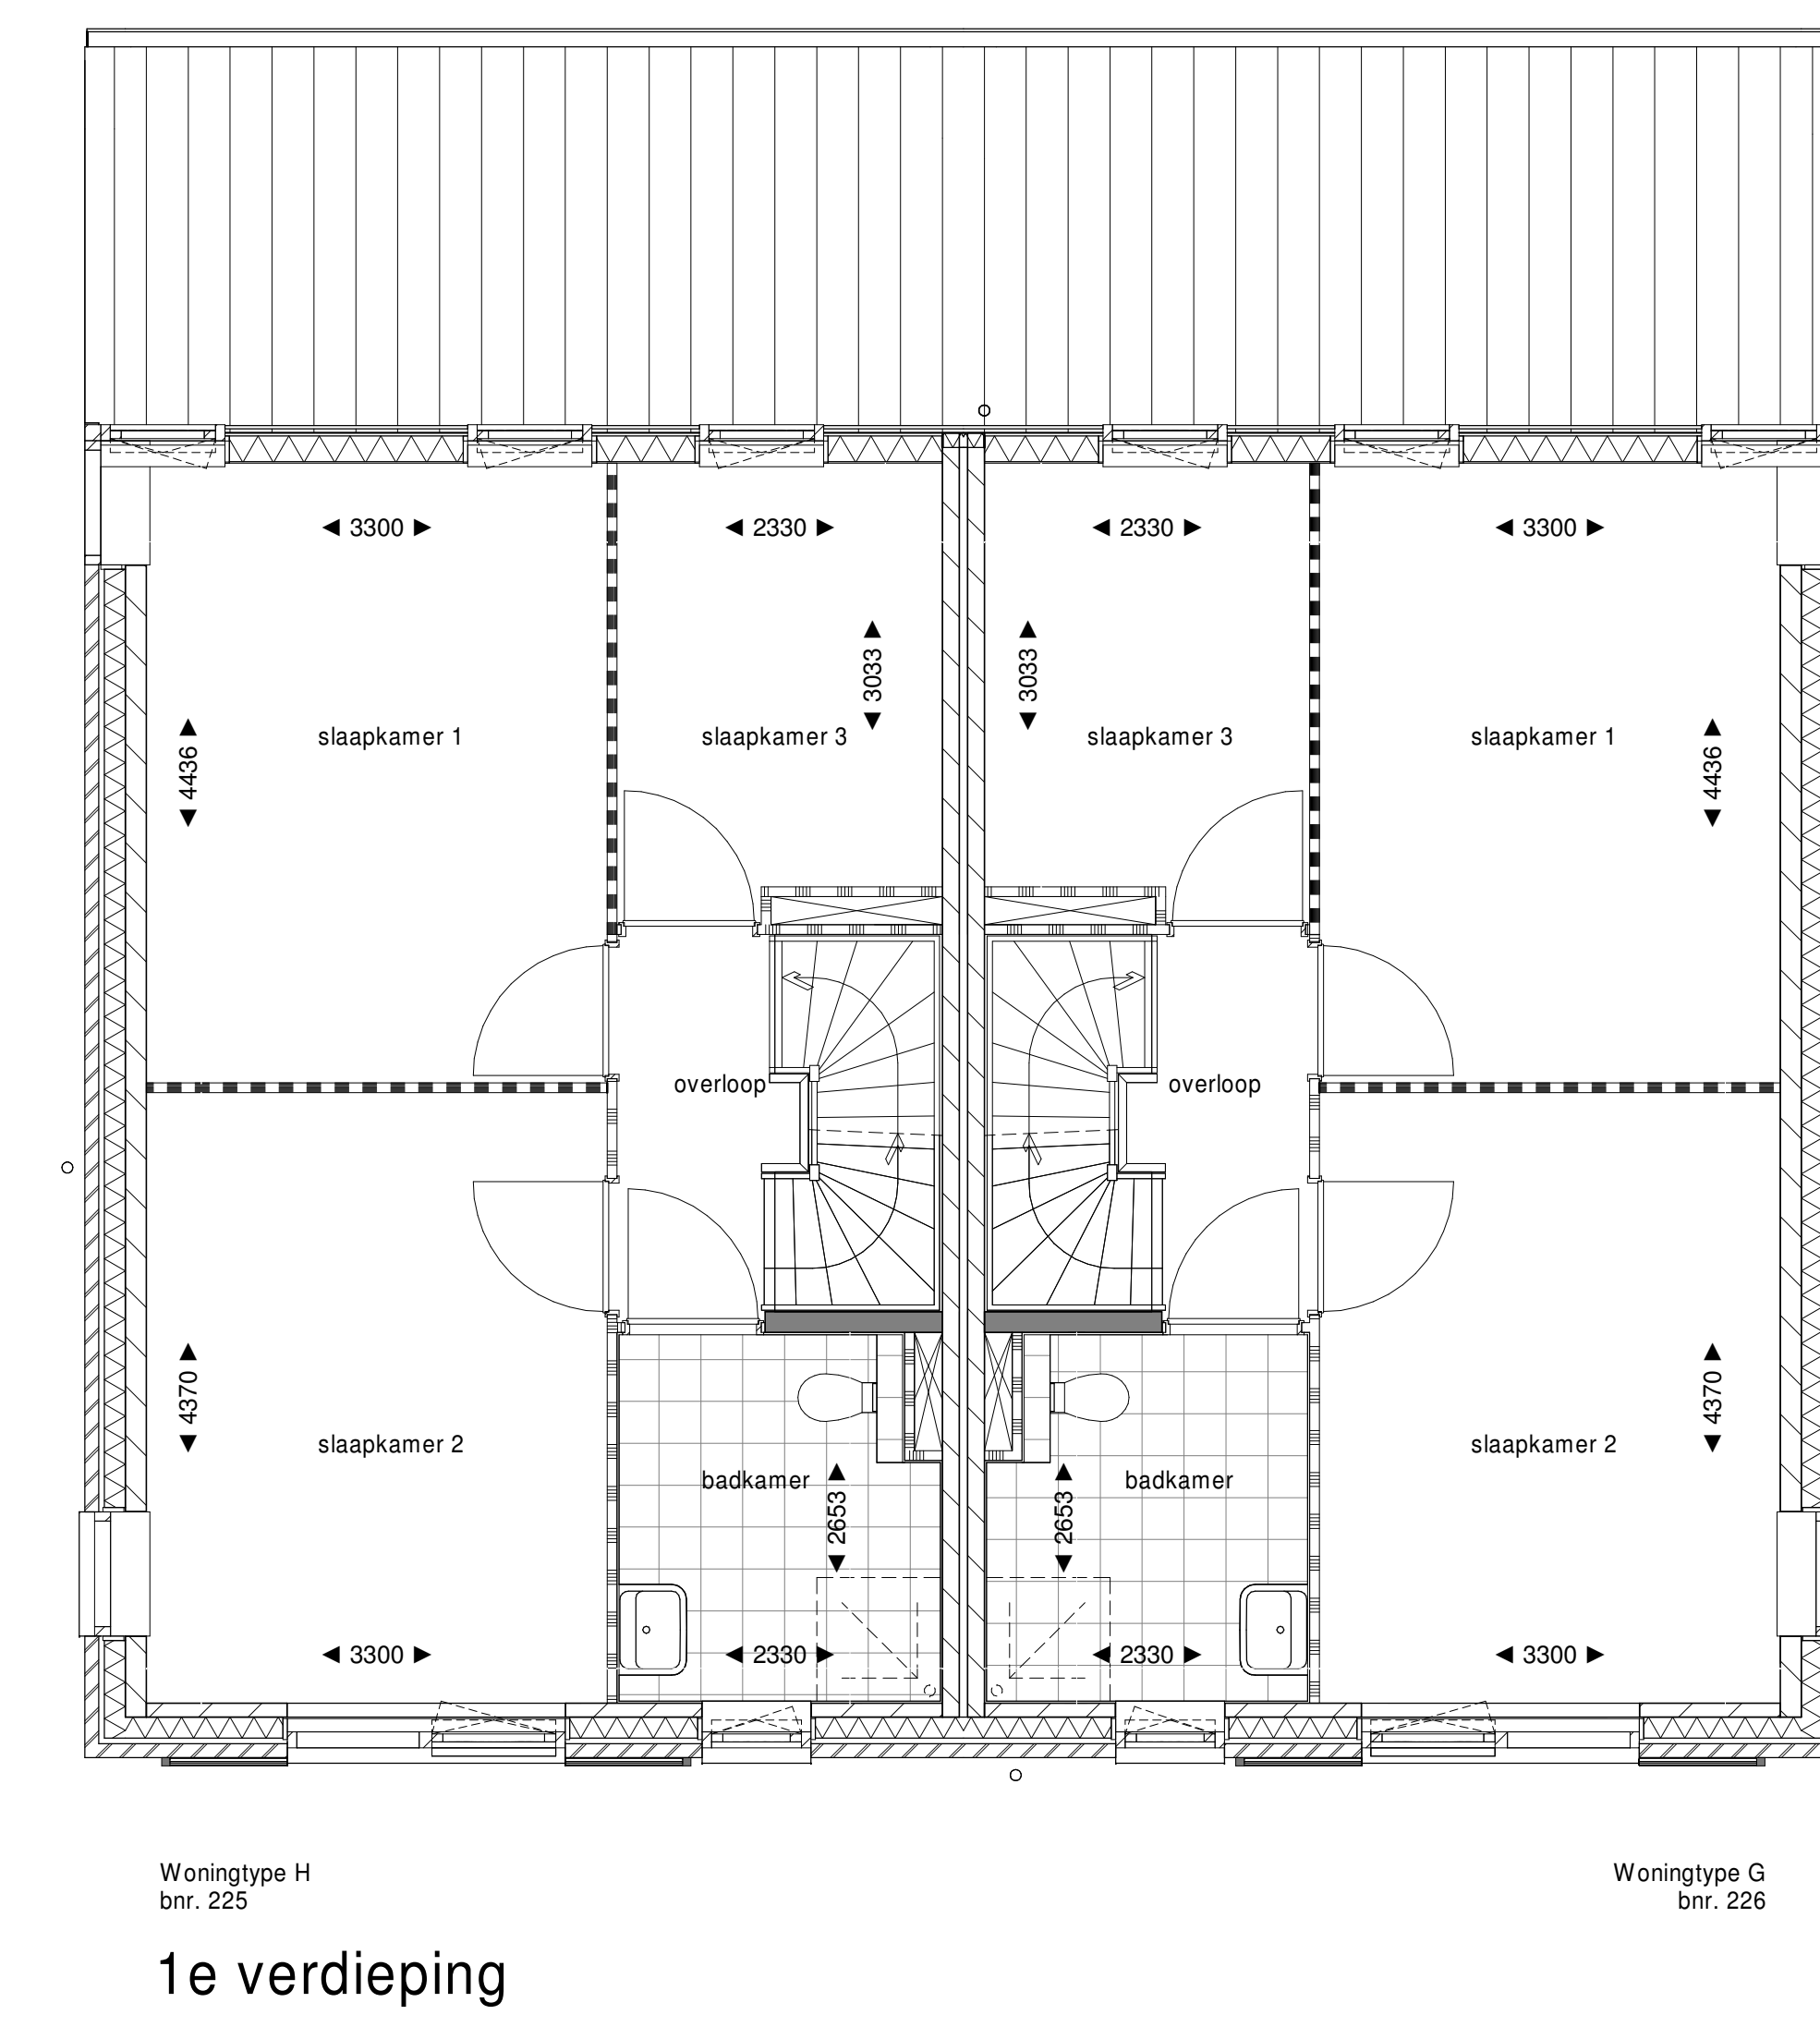 3300
2330
2330
3300
3033
3033
slaapkamer 1
slaapkamer 3
slaapkamer 3
slaapkamer 1
4436
4436
overloop
overloop
4370
4370
slaapkamer 2
slaapkamer 2
badkamer
badkamer
2653
2653
3300
2330
2330
3300
Woningtype H
bnr. 225
Woningtype G
bnr. 226
1e verdieping